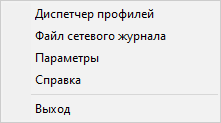 Диспетчер профилей
Файл сетевого журнала
Параметры
Справка
Выход